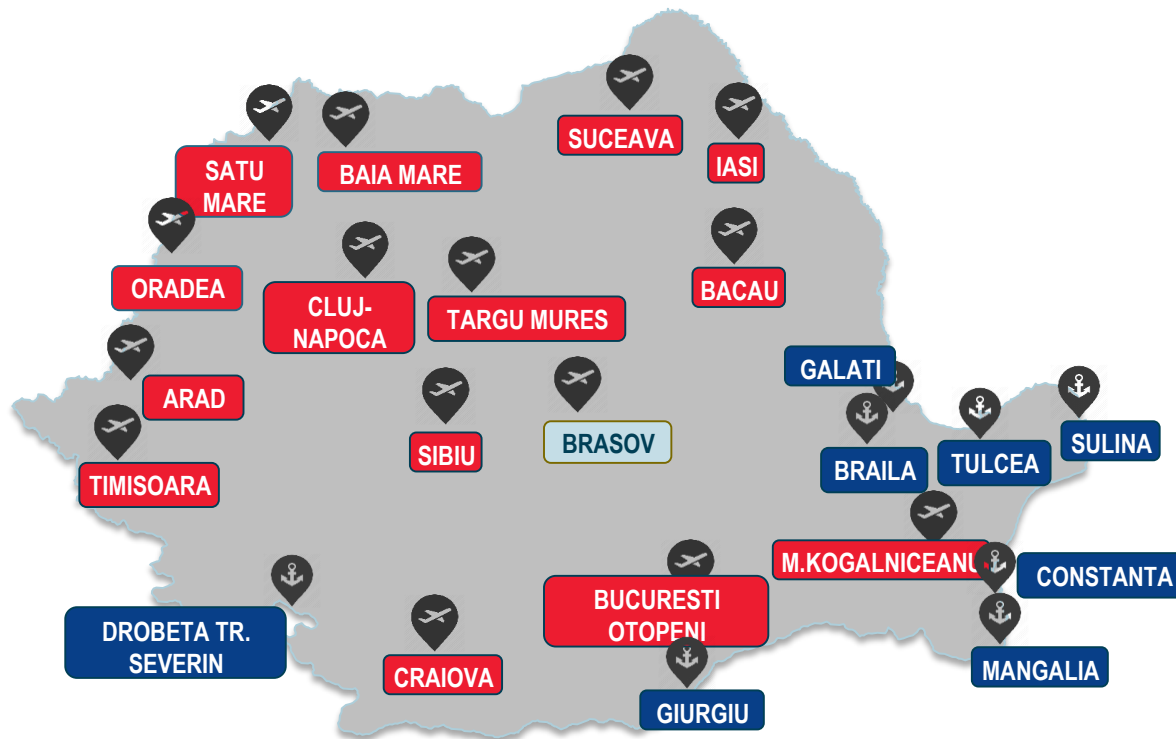 SUCEAVA
IASI
SATU
MARE
BAIA MARE
ORADEA
CLUJ-
NAPOCA
TARGU MURES
BACAU
GALATI
ARAD
SIBIU
BRASOV
BRAILA
TULCEA
SULINA
TIMISOARA
M.KOGALNICEANU
CONSTANTA
BUCURESTI
OTOPENI
DROBETA TR.
SEVERIN
CRAIOVA
MANGALIA
GIURGIU